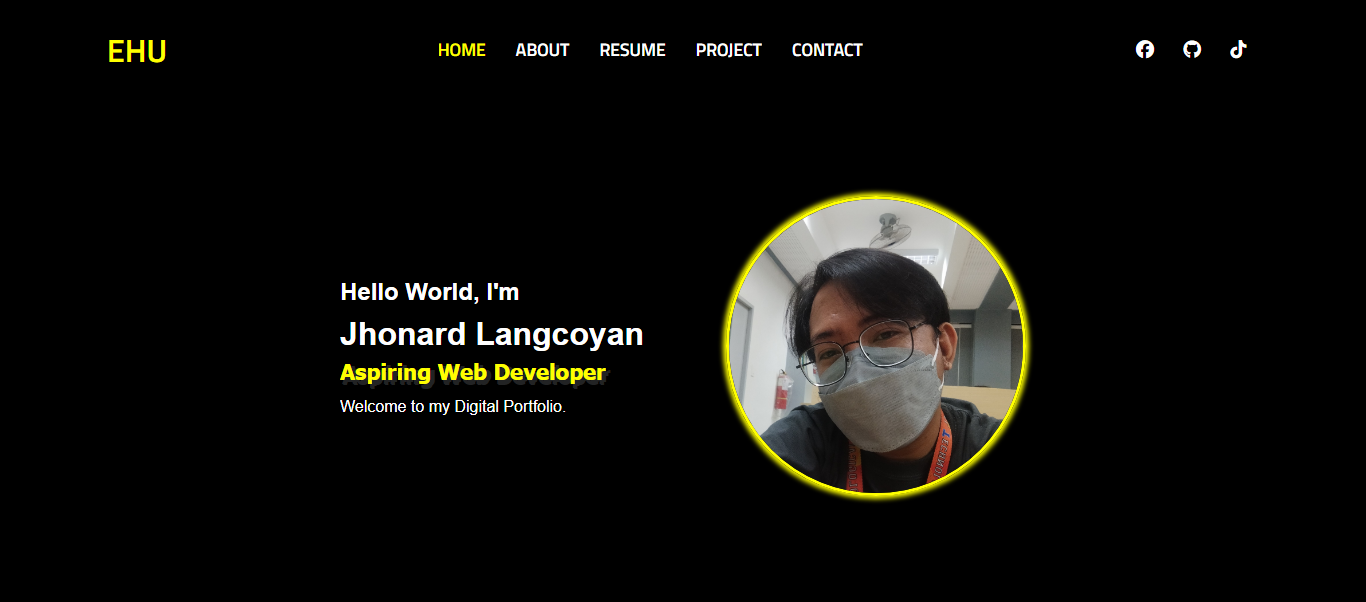 EHU
HOME ABOUT RESUME PROJECT CONTACT
Hello World, I'm
Jhonard Langcoyan
Aspiring Web Developer
Welcome to my Digital Portfolio.